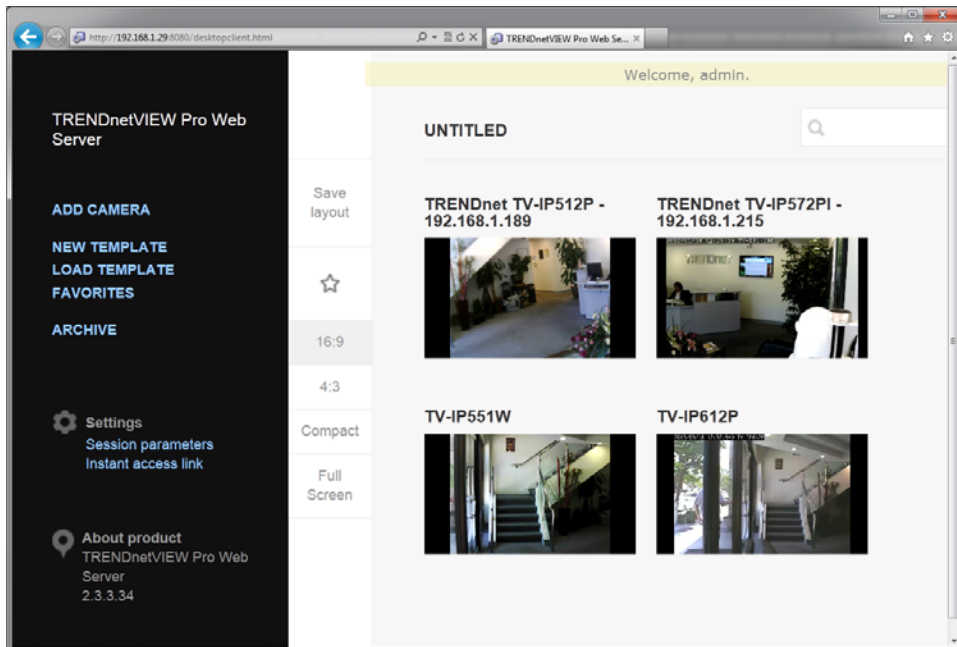 http://192.168.1.29:8080/desktopclient.html
TRENDnetVIEW Pro Web Se...
Welcome, admin.
TRENDnetVIEW Pro Web
Server
ADD CAMERA
NEW TEMPLATE
LOAD TEMPLATE
FAVORITES
ARCHIVE
Settings
Session parameters
Instant access link
About product
TRENDnetVIEW Pro Web
Server
2.3.3.34
Save
layout
16:9
4:3
Compact
Full
Screen
UNTITLED
TRENDnet TV-IP512P -
192.168.1.189
TRENDnet TV-IP572PI -
192.168.1.215
TRENDnet
TV-IP551W
TV-IP612P